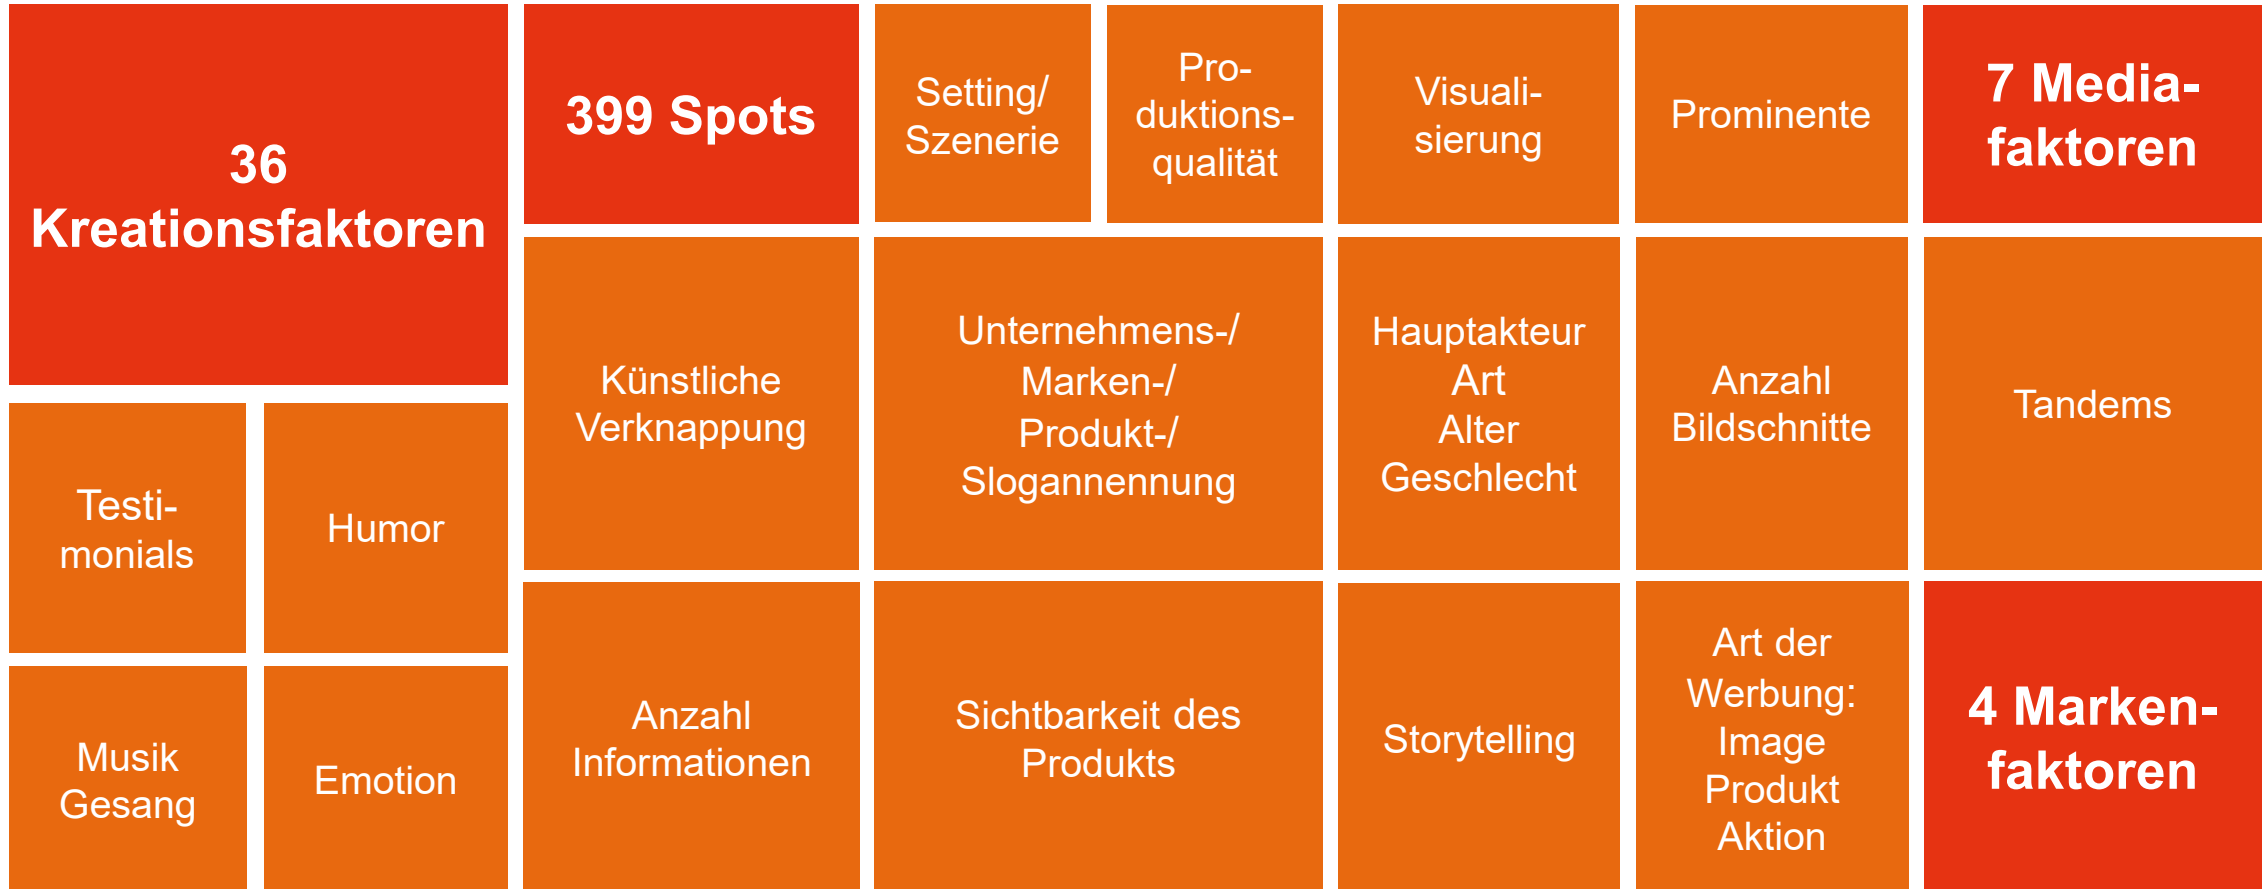 36
Kreationsfaktoren
399 Spots
Setting/
Szenerie
Pro-
duktions-
qualität
Visuali-
sierung
Prominente
7 Media-
faktoren
Künstliche
Verknappung
Unternehmens-/
Marken-/
Produkt-/
Slogannennung
Hauptakteur
Art
Alter
Geschlecht
Anzahl
Bildschnitte
Tandems
Testi-
monials
Humor
Musik
Gesang
Emotion
Anzahl
Informationen
Sichtbarkeit des
Produkts
Storytelling
Art der
Werbung:
Image
Produkt
Aktion
4 Marken-
faktoren